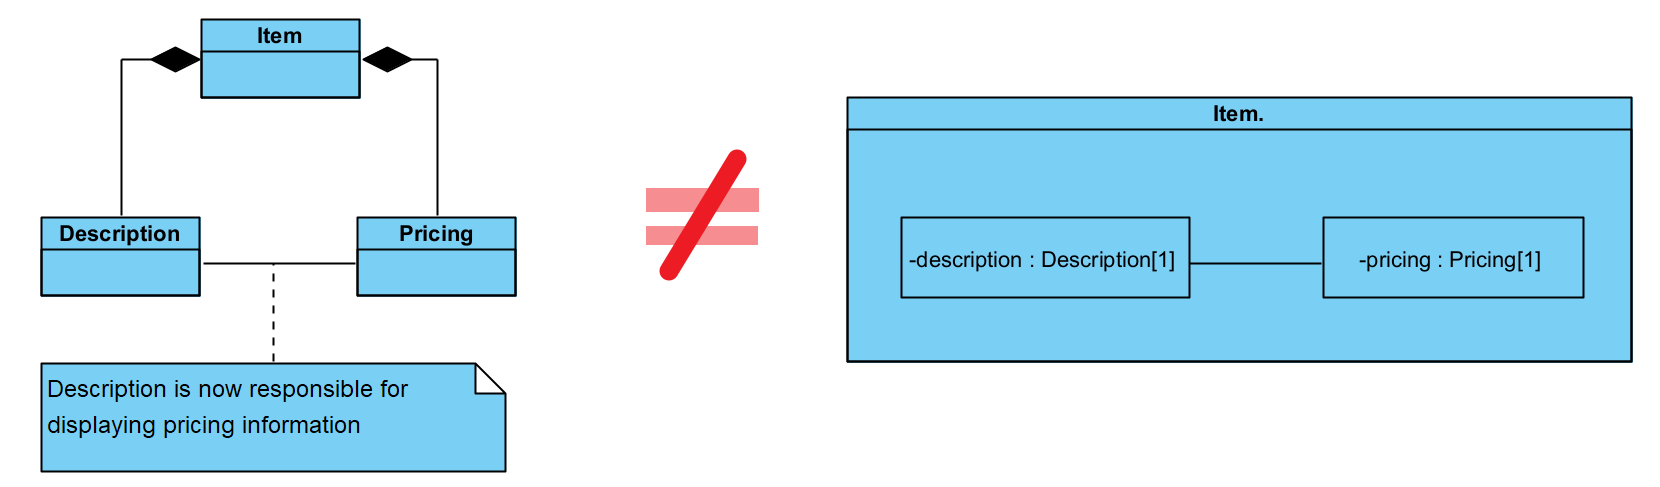 Item
Description
Pricing
Description is now responsible for
displaying pricing information
Item.
-description : Description[1]
-pricing : Pricing[1]